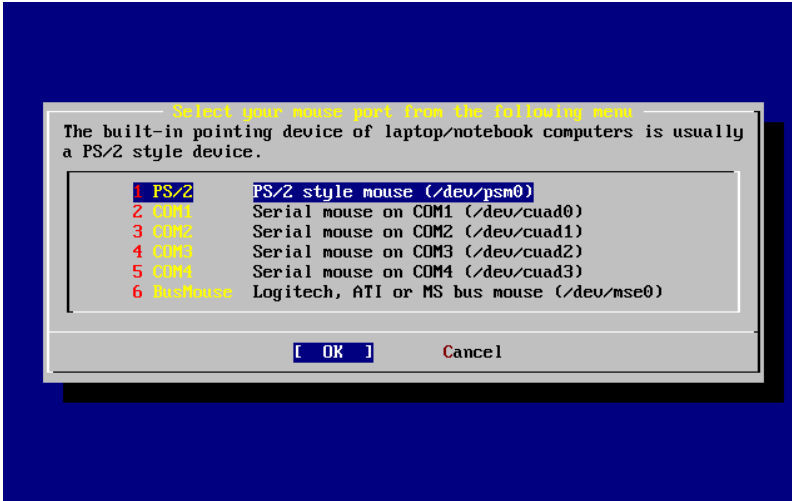 Select your mouse port from the following menu
The built-in pointing device of laptop/notebook computers is usually
a PS/2 style device.
1 PS/2 PS/2 style mouse (/dev/psm0)
2 COM1 Serial mouse on COM1 (/dev/cuad0)
3 COM2 Serial mouse on COM2 (/dev/cuad1)
4 COM3 Serial mouse on COM3 (/dev/cuad2)
5 COM4 Serial mouse on COM4 (/dev/cuad3)
6 BusMouse Logitech, ATI or MS bus mouse (/dev/mse0)
[ OK ] Cancel